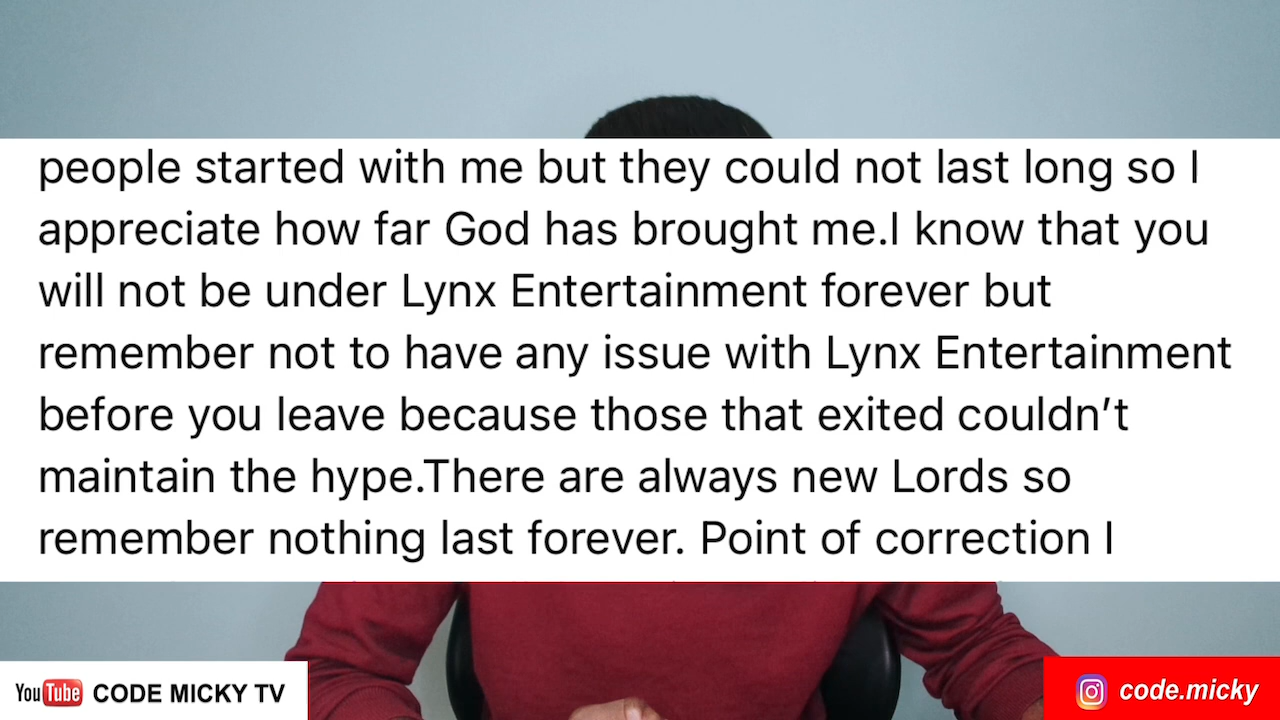 people started with me but they could not last long so I
appreciate how far God has brought me.I know that you
will not be under Lynx Entertainment forever but
remember not to have any issue with Lynx Entertainment
before you leave because those that exited couldn’t
maintain the hype.There are always new Lords so
remember nothing last forever. Point of correction I
YouTube CODE MICKY TV
code.micky